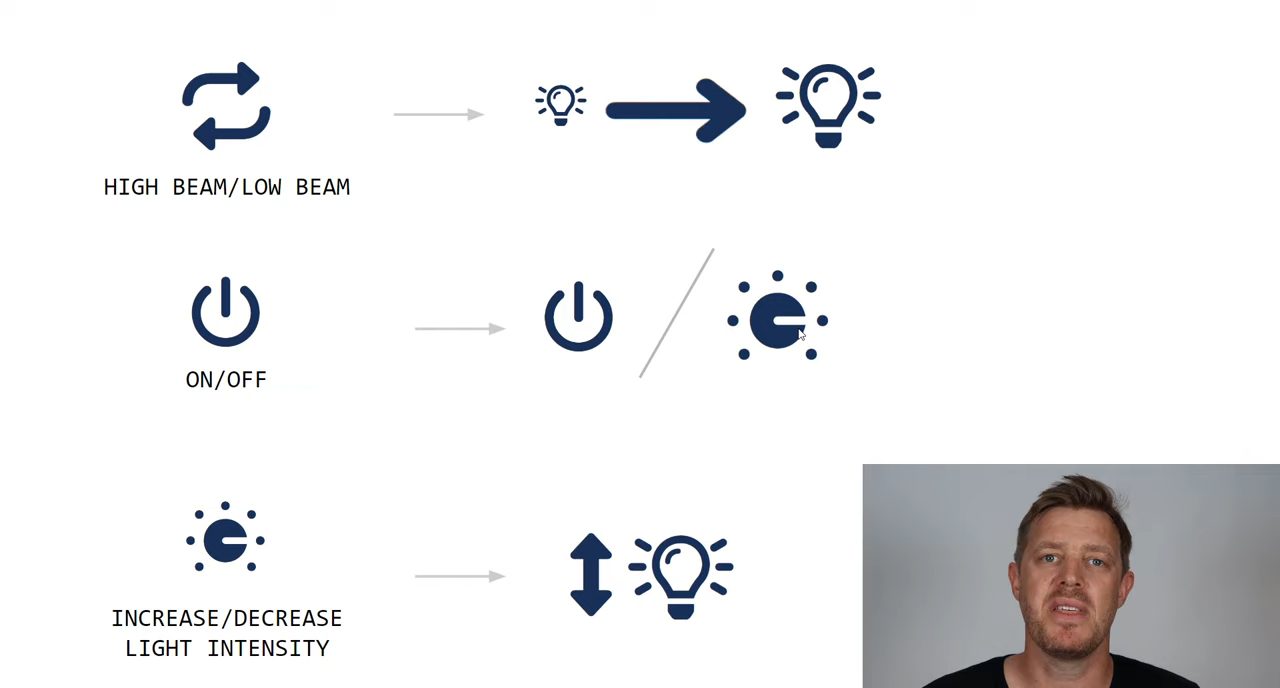 HIGH BEAM/LOW BEAM
ON/OFF
INCREASE/DECREASE
LIGHT INTENSITY